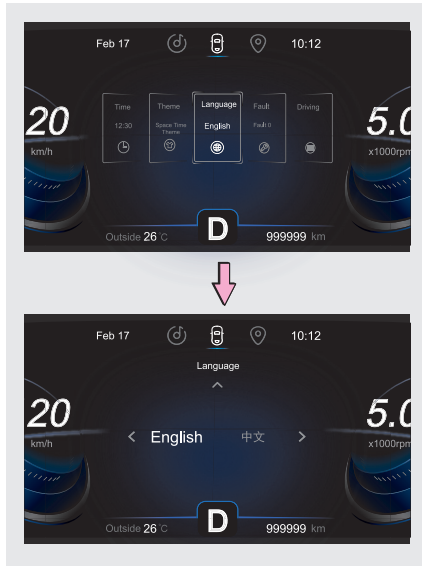 Feb 17 10:12
Time Theme Language Fault Driving
12:30 Space Time Theme English Fault 0
20 5.0
km/h x1000rpm
D
Outside 26 °C 999999 km
Feb 17 10:12
Language
20 5.0
English 中文
km/h x1000rpm
D
Outside 26 °C 999999 km